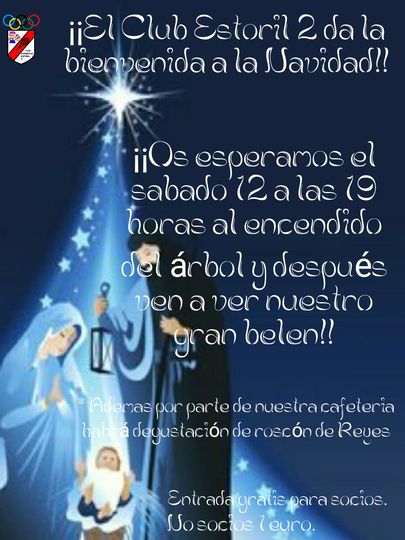 ¡¡El Club Estoril 2 da la
bienvenida a la Navidad!!
¡¡Os esperamos el
sabado 12 a las 19
horas al encendido
del árbol y después
ven a ver nuestro
gran belen!!
* Ademas por parte de nuestra cafeteria
habrá degustación de roscón de Reyes
Entrada gratis para socios.
No socios 1 euro.